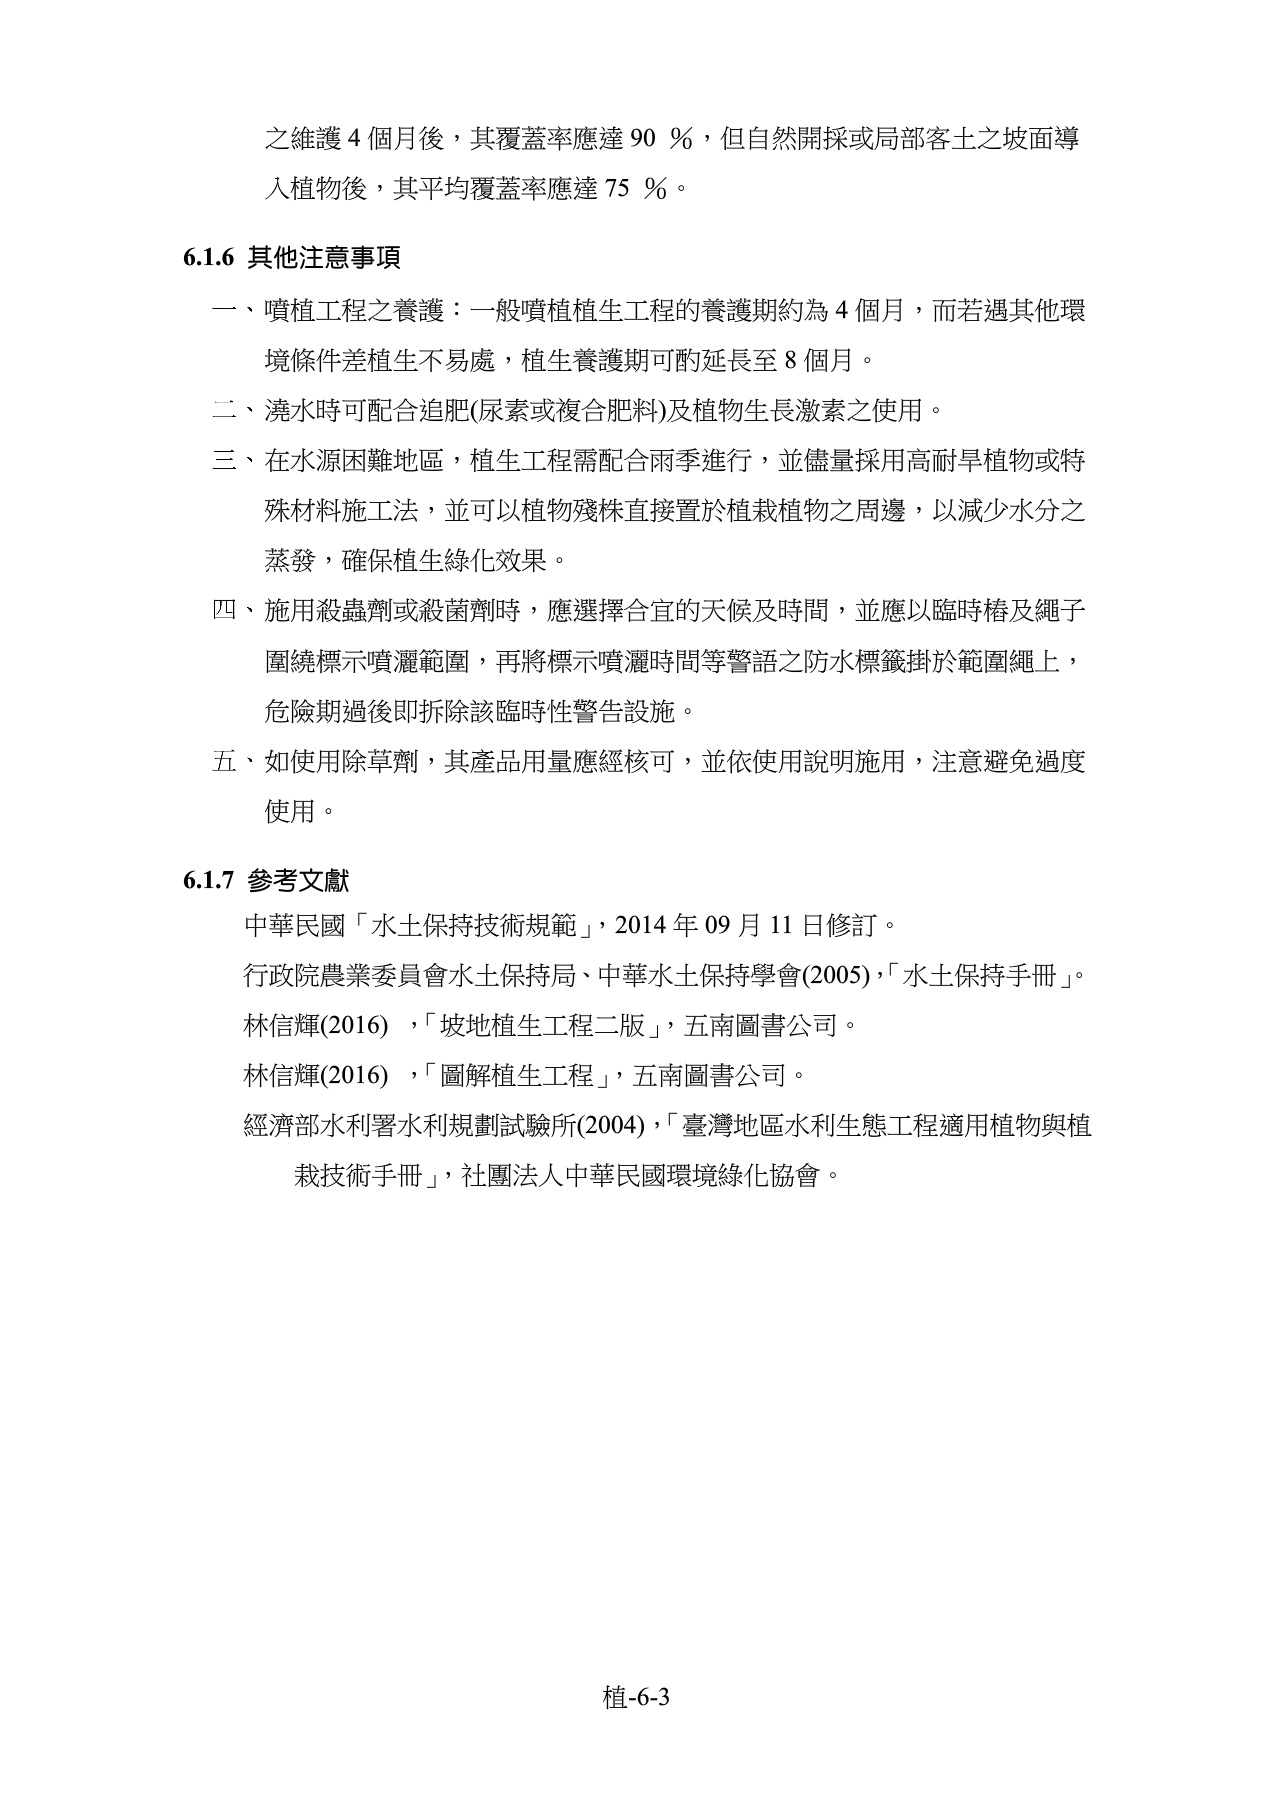 之維護 4 個月後，其覆蓋率應達 90 ％，但自然開採或局部客土之坡面導
入植物後，其平均覆蓋率應達 75 ％。
6.1.6 其他注意事項
一、噴植工程之養護：一般噴植植生工程的養護期約為 4 個月，而若遇其他環
境條件差植生不易處，植生養護期可酌延長至 8 個月。
二、澆水時可配合追肥(尿素或複合肥料)及植物生長激素之使用。
三、在水源困難地區，植生工程需配合雨季進行，並儘量採用高耐旱植物或特
殊材料施工法，並可以植物殘株直接置於植栽植物之周邊，以減少水分之
蒸發，確保植生綠化效果。
四、施用殺蟲劑或殺菌劑時，應選擇合宜的天候及時間，並應以臨時樁及繩子
圍繞標示噴灑範圍，再將標示噴灑時間等警語之防水標籤掛於範圍繩上，
危險期過後即拆除該臨時性警告設施。
五、如使用除草劑，其產品用量應經核可，並依使用說明施用，注意避免過度
使用。
6.1.7 參考文獻
中華民國「水土保持技術規範」，2014 年 09 月 11 日修訂。
行政院農業委員會水土保持局、中華水土保持學會(2005)，「水土保持手冊」。
林信輝(2016) ，「坡地植生工程二版」，五南圖書公司。
林信輝(2016) ，「圖解植生工程」，五南圖書公司。
經濟部水利署水利規劃試驗所(2004)，「臺灣地區水利生態工程適用植物與植
栽技術手冊」，社團法人中華民國環境綠化協會。
植-6-3